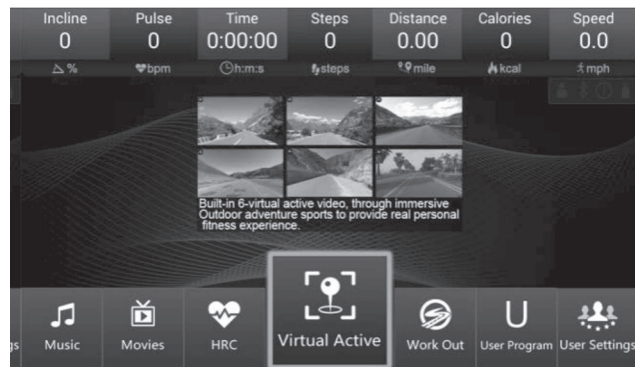 Incline Pulse Time Steps Distance Calories Speed
0 0 0:00:00 0 0.00 0 0.0
% bpm h:m:s steps mile kcal mph
Built-in 6-virtual active video, through immersive
Outdoor adventure sports to provide real personal
fitness experience.
gs Music Movies HRC Virtual Active Work Out User Program User Settings